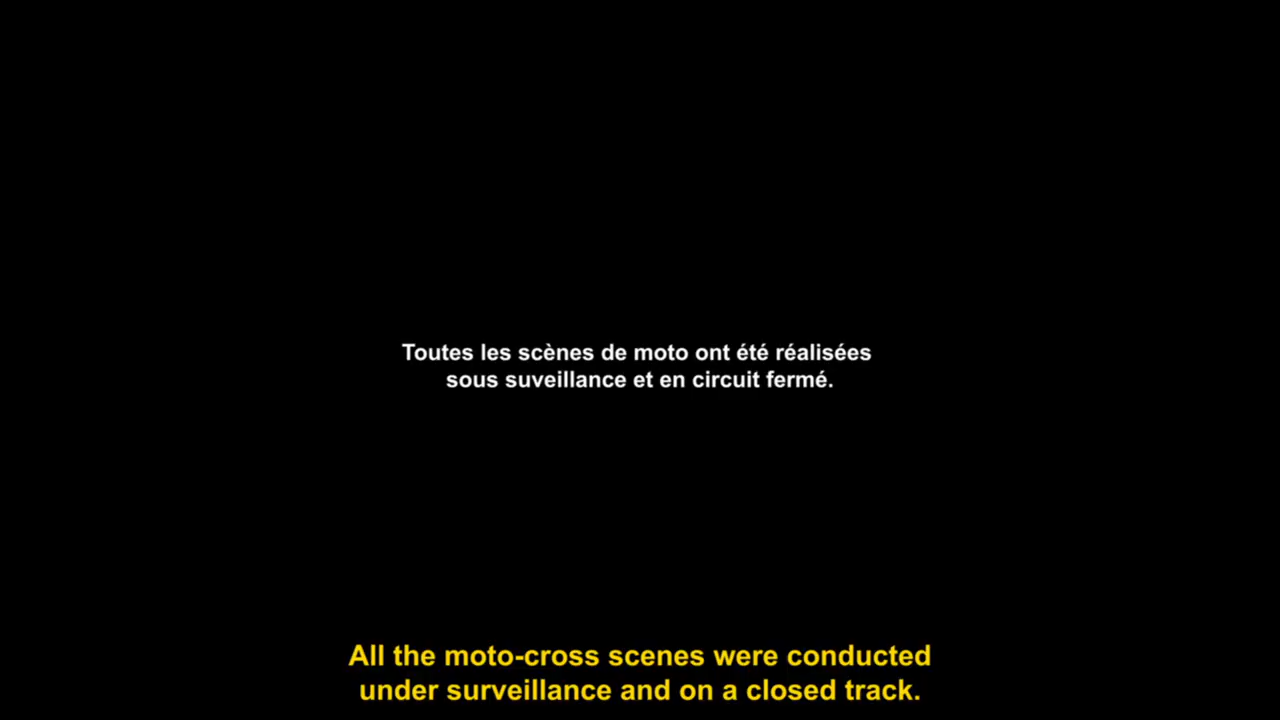 Toutes les scènes de moto ont été réalisées
sous suveillance et en circuit fermé.
All the moto-cross scenes were conducted
under surveillance and on a closed track.